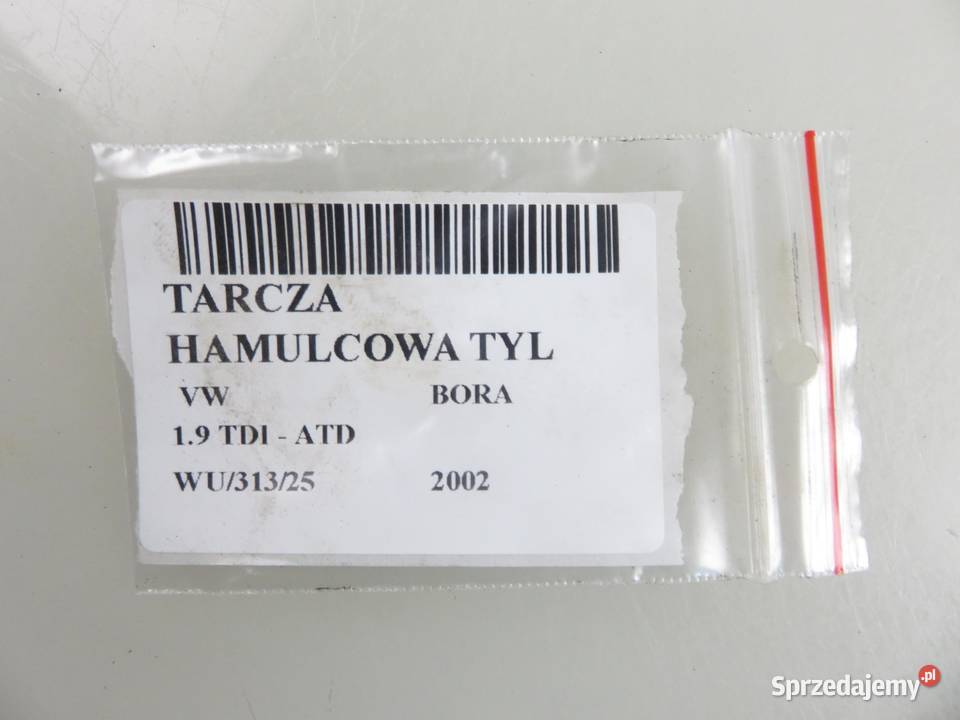 TARCZA
HAMULCOWA TYL
VW BORA
1.9 TDI - ATD
WU/313/25 2002
Sprzedajemy.pl